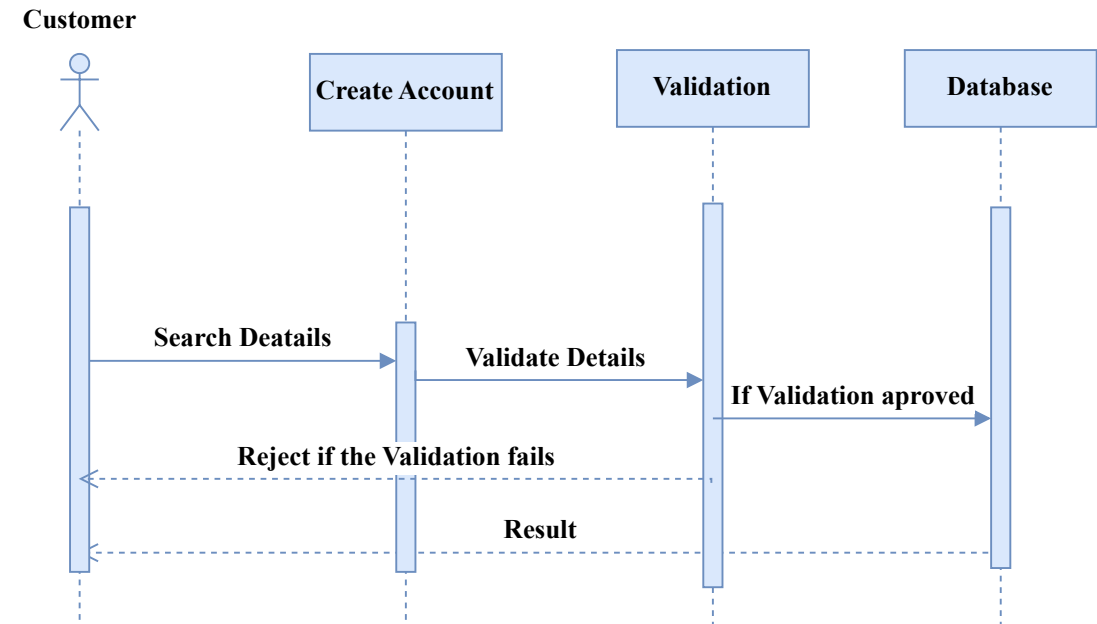 Customer
Create Account
Validation
Database
Search Deatails
Validate Details
If Validation aproved
Reject if the Validation fails
Result